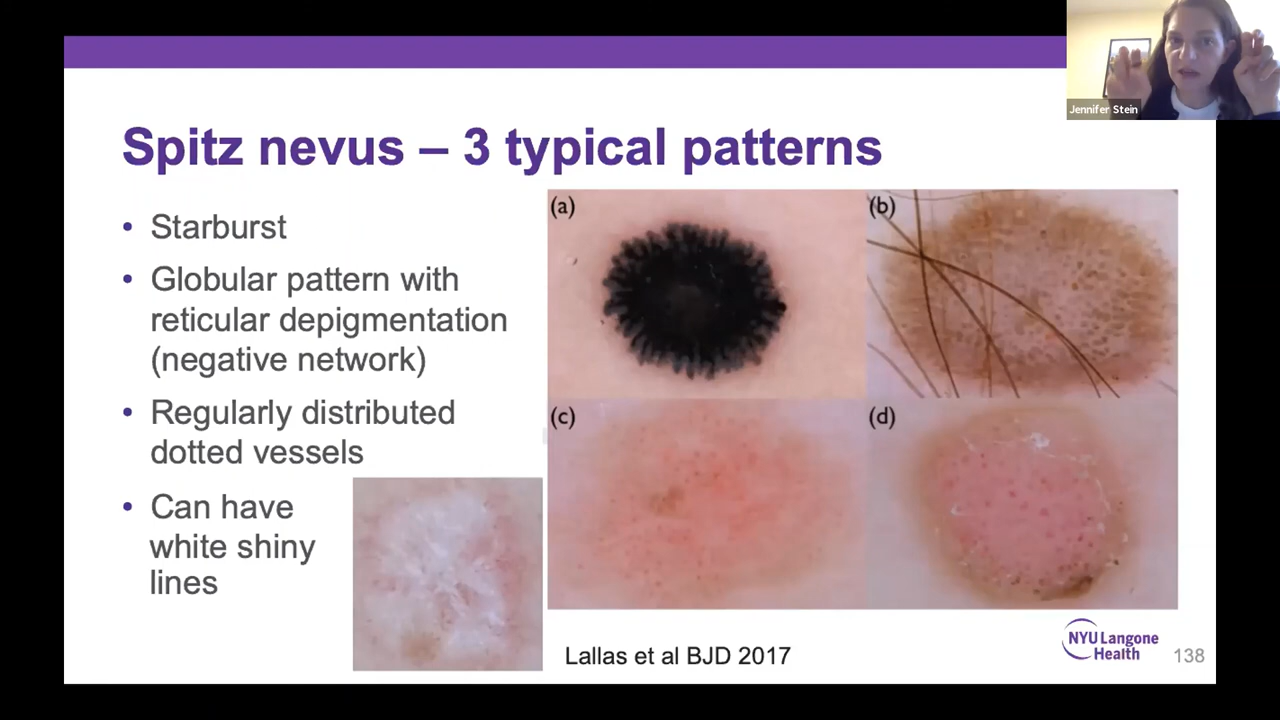 Jennifer Stein
Spitz nevus – 3 typical patterns
• Starburst
• Globular pattern with
reticular depigmentation
(negative network)
• Regularly distributed
dotted vessels
• Can have
white shiny
lines
(a)
(b)
(c)
(d)
Lallas et al BJD 2017
NYU Langone
Health
138